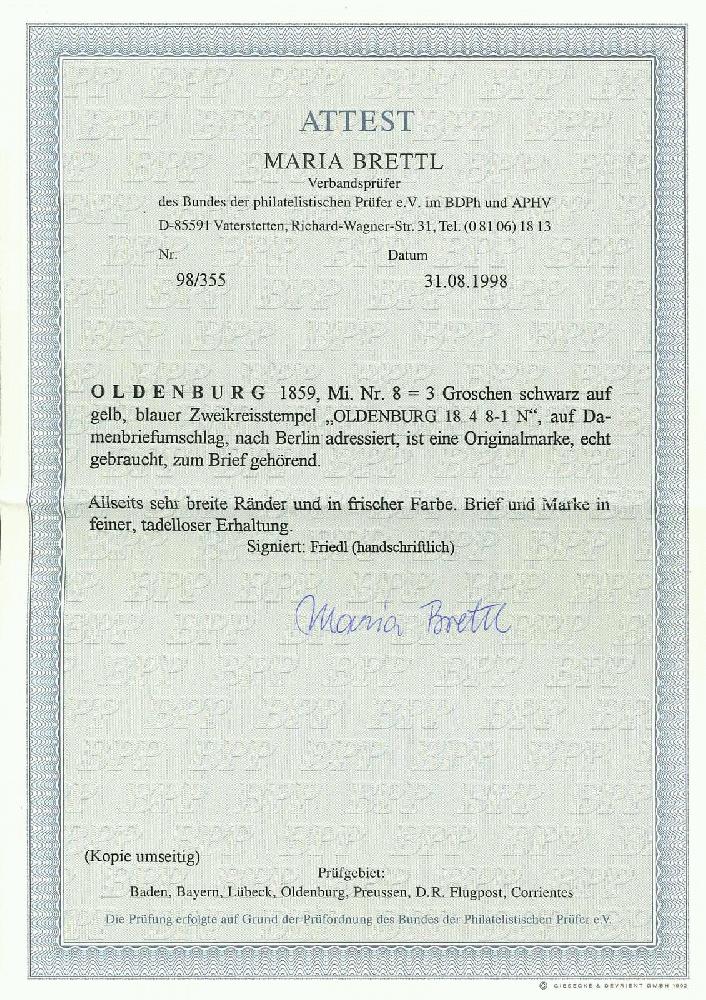 ATTEST
MARIA BRETTL
Verbandsprüfer
des Bundes der philatelistischen Prüfer e.V. im BDPh und APHV
D-85591 Vaterstetten, Richard-Wagner-Str. 31, Tel. (0 81 06) 18 13
Nr. Datum
98/355 31.08.1998
OLDENBURG 1859, Mi. Nr. 8 = 3 Groschen schwarz auf
gelb, blauer Zweikreisstempel „OLDENBURG 18 4 8-1 N“, auf Da-
menbriefumschlag, nach Berlin adressiert, ist eine Originalmarke, echt
gebraucht, zum Brief gehörend.
Allseits sehr breite Ränder und in frischer Farbe. Brief und Marke in
feiner, tadelloser Erhaltung.
Signiert: Friedl (handschriftlich)
Maria Brettl
(Kopie umseitig)
Prüfgebiet:
Baden, Bayern, Lübeck, Oldenburg, Preussen, D.R. Flugpost, Corrientes
Die Prüfung erfolgte auf Grund der Prüfordnung des Bundes der Philatelistischen Prüfer e.V.
© GIESECKE & DEVRIENT GMBH 1992